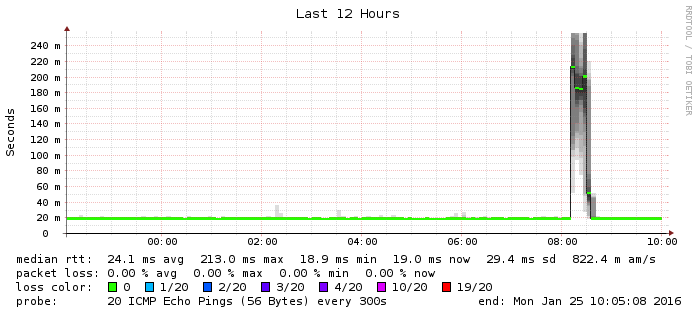 Last 12 Hours
RRDTOOL / TOBI OETIKER
Seconds
240 m
220 m
200 m
180 m
160 m
140 m
120 m
100 m
80 m
60 m
40 m
20 m
0
00:00 02:00 04:00 06:00 08:00 10:00
median rtt: 24.1 ms avg 213.0 ms max 18.9 ms min 19.0 ms now 29.4 ms sd 822.4 m am/s
packet loss: 0.00 % avg 0.00 % max 0.00 % min 0.00 % now
loss color: 0 1/20 2/20 3/20 4/20 10/20 19/20
probe: 20 ICMP Echo Pings (56 Bytes) every 300s end: Mon Jan 25 10:05:08 2016